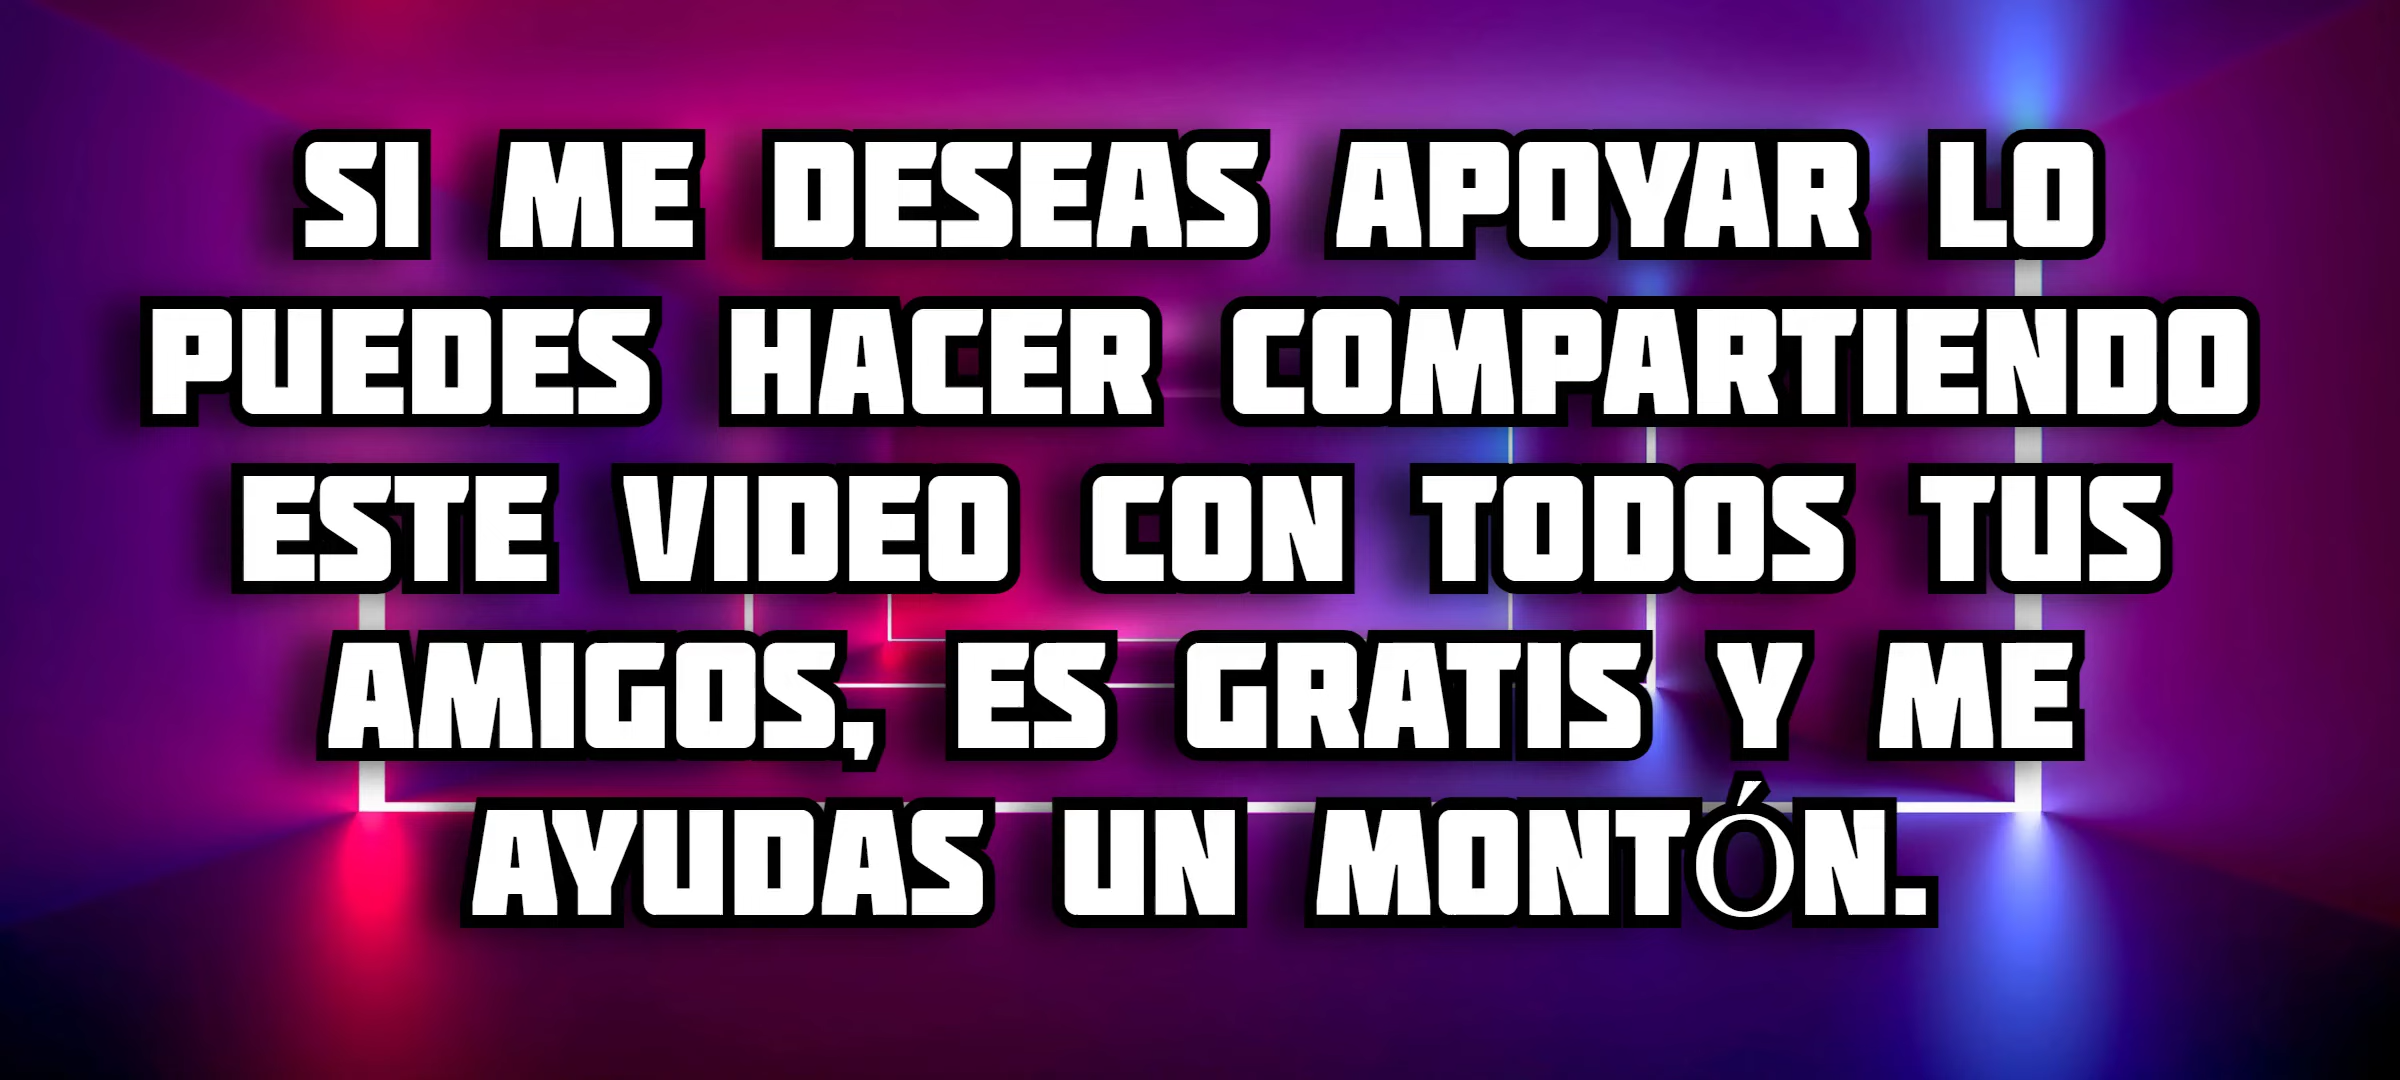 SI ME DESEAS APOYAR LO
PUEDES HACER COMPARTIENDO
ESTE VIDEO CON TODOS TUS
AMIGOS, ES GRATIS Y ME
AYUDAS UN MONTÓN.